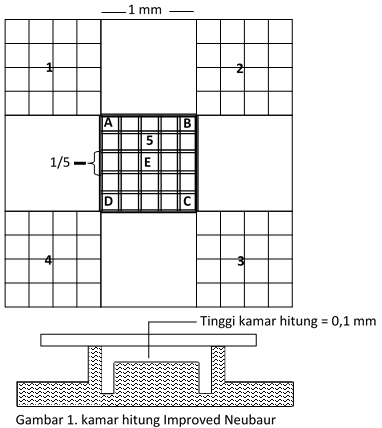 1 mm
1
2
A B
5
1/5
E
D C
4
3
Tinggi kamar hitung = 0,1 mm
Gambar 1. kamar hitung Improved Neubaur